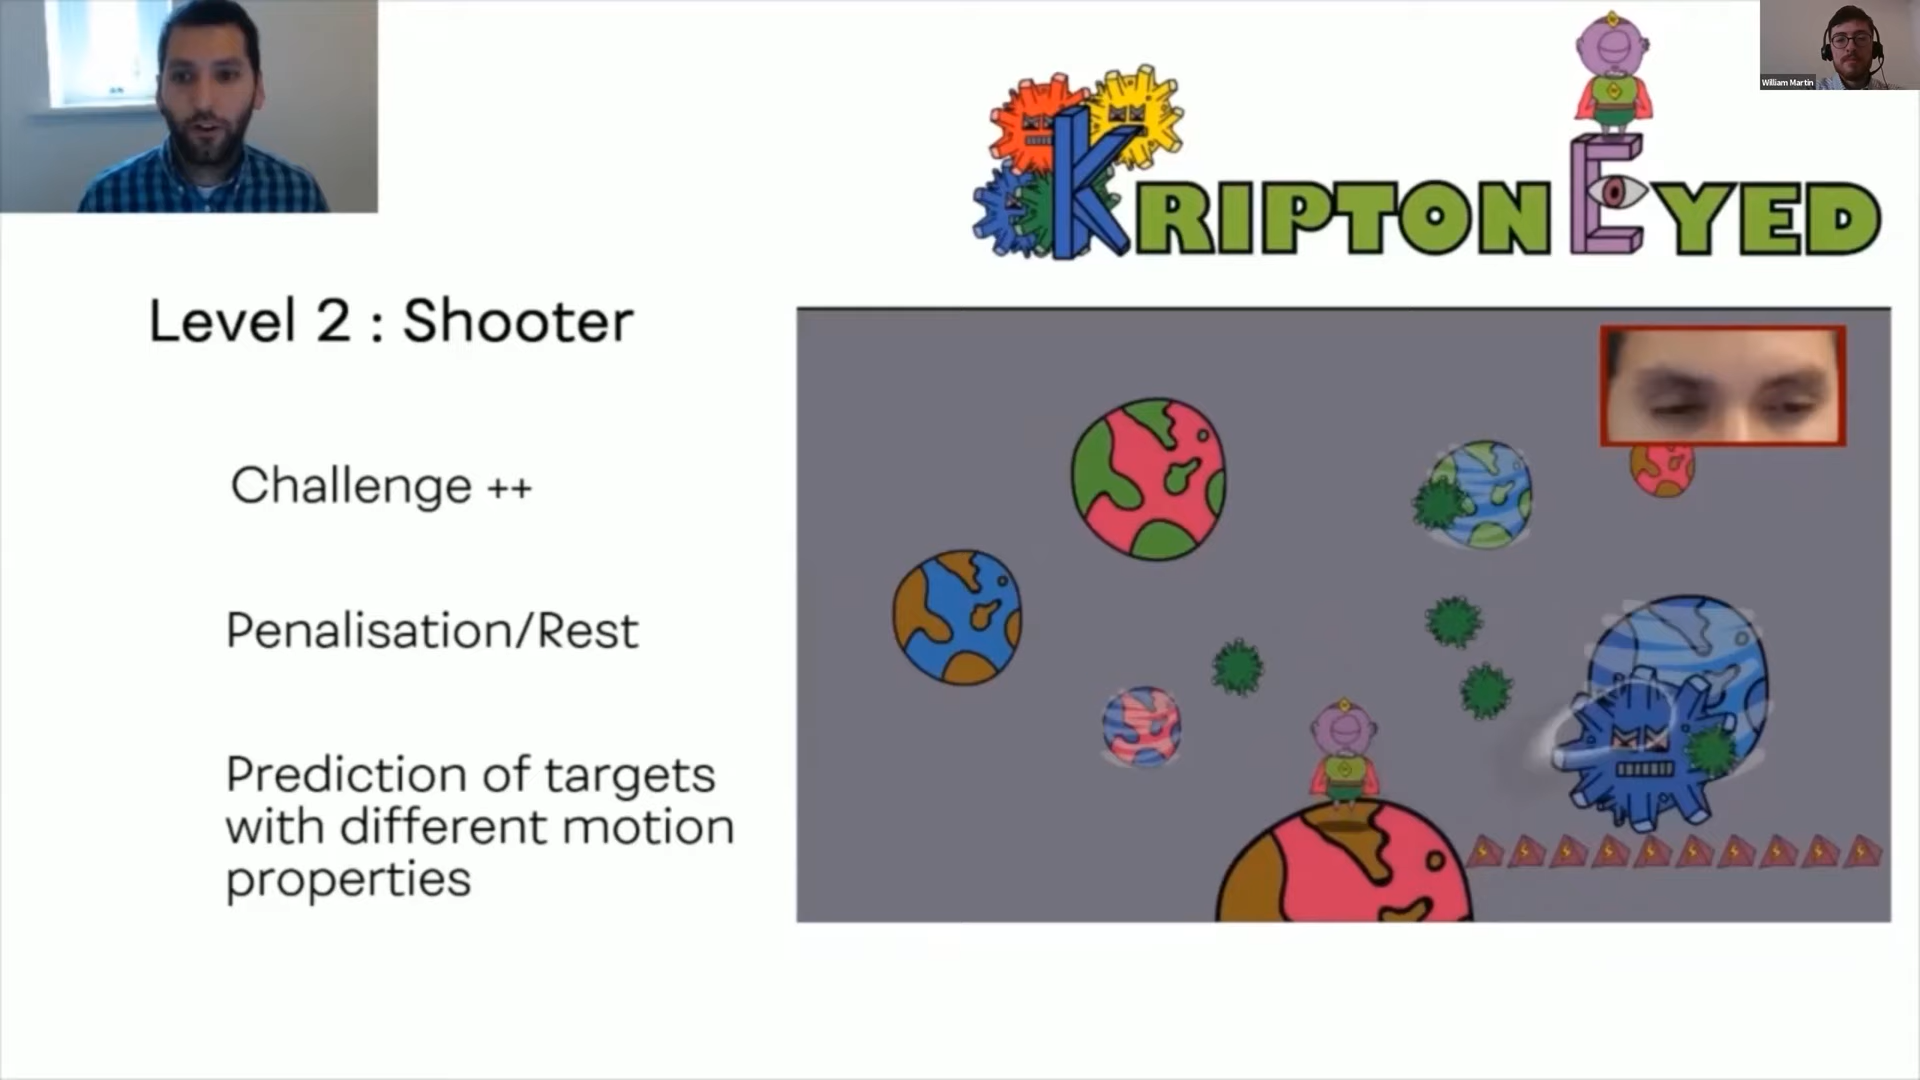 William Martin
KRIPTON EYED
Level 2 : Shooter
Challenge ++
Penalisation/Rest
Prediction of targets
with different motion
properties